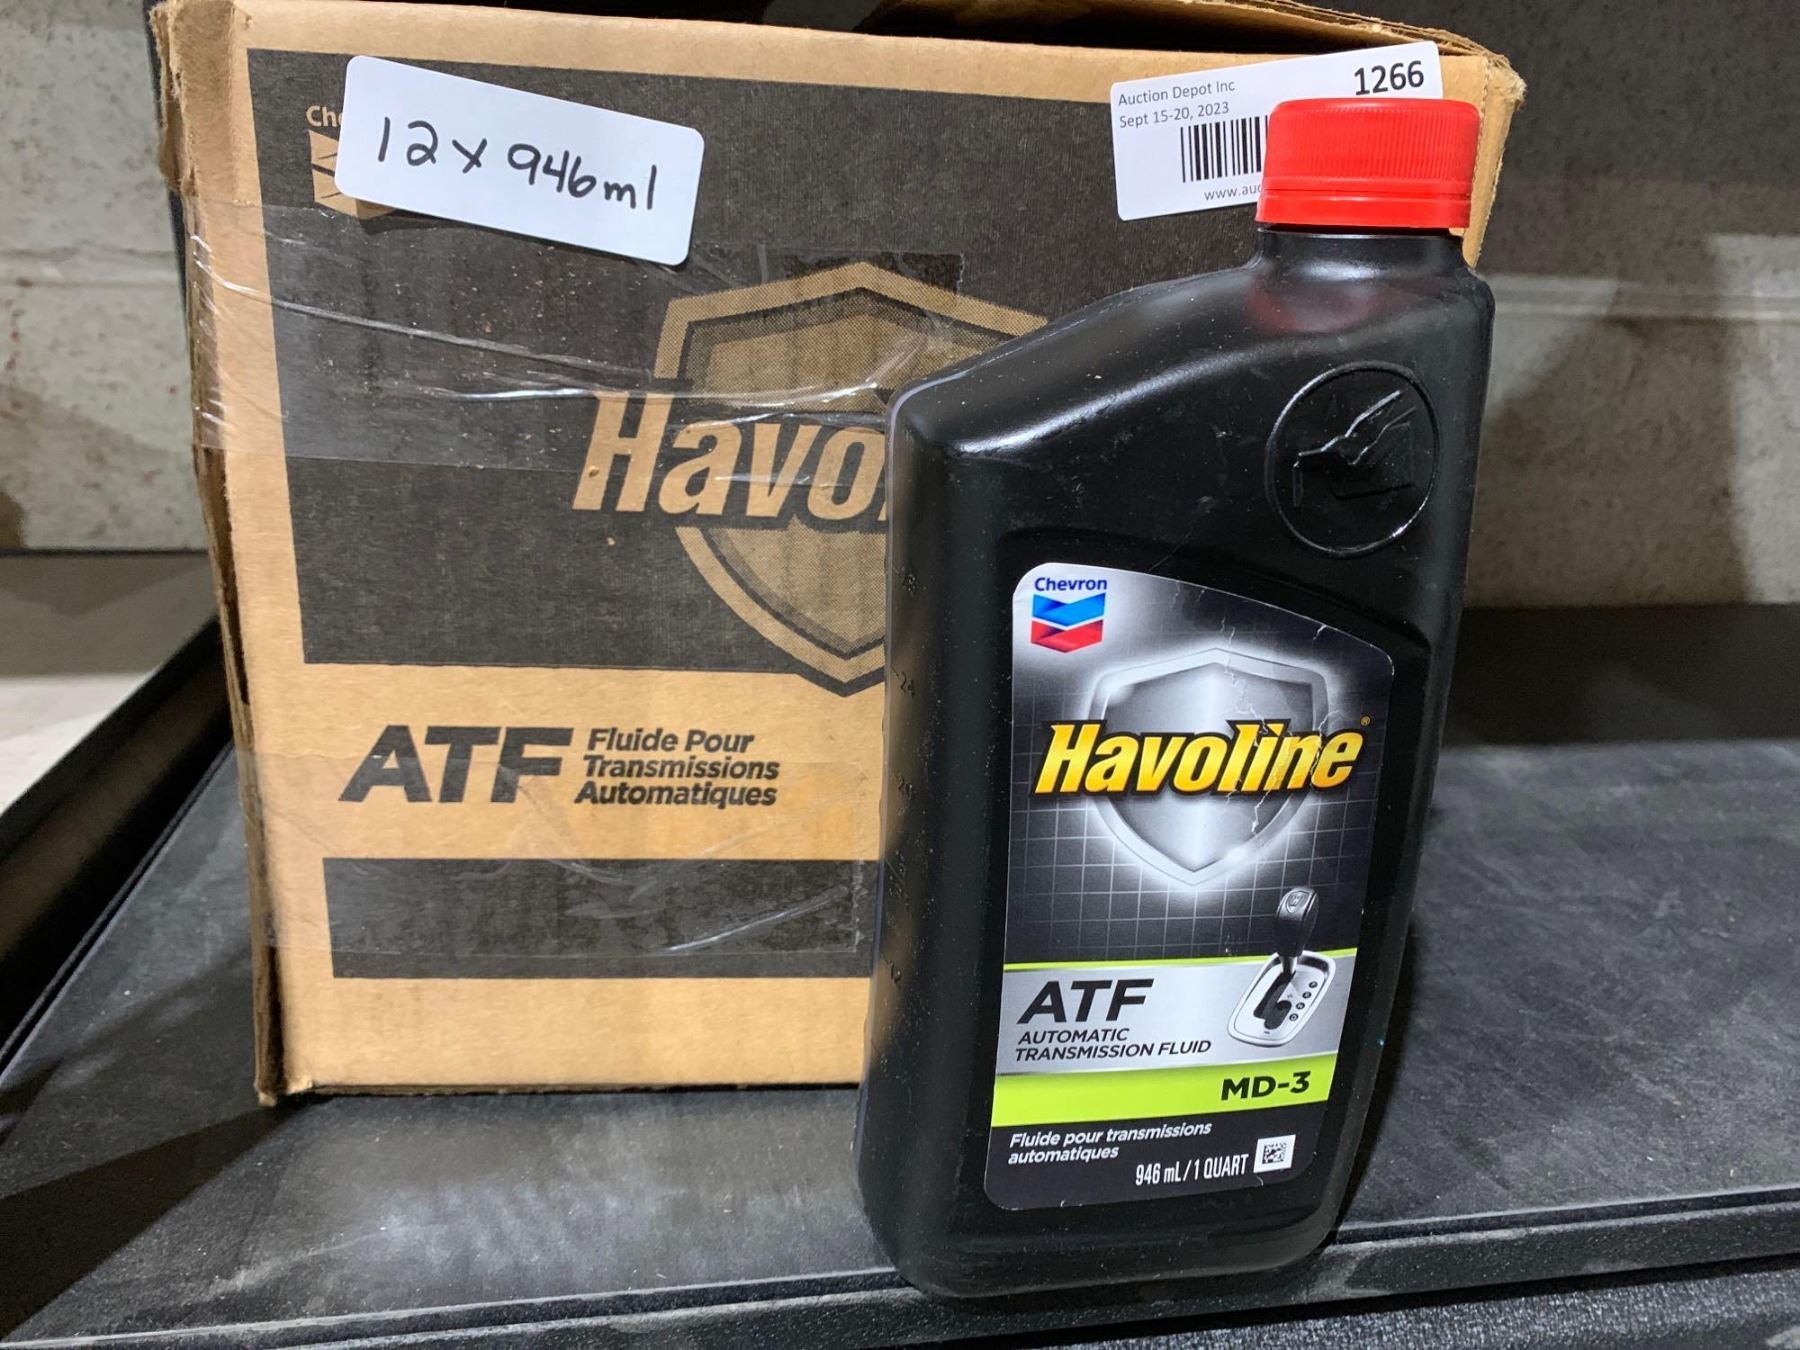 12 x 946ml
Auction Depot Inc
1266
Sept 15-20, 2023
Havol
ATF
Fluide Pour
Transmissions
Automatiques
Chevron
Havoline®
ATF
AUTOMATIC
TRANSMISSION FLUID
MD-3
Fluide pour transmissions
automatiques
946 mL/1 QUART